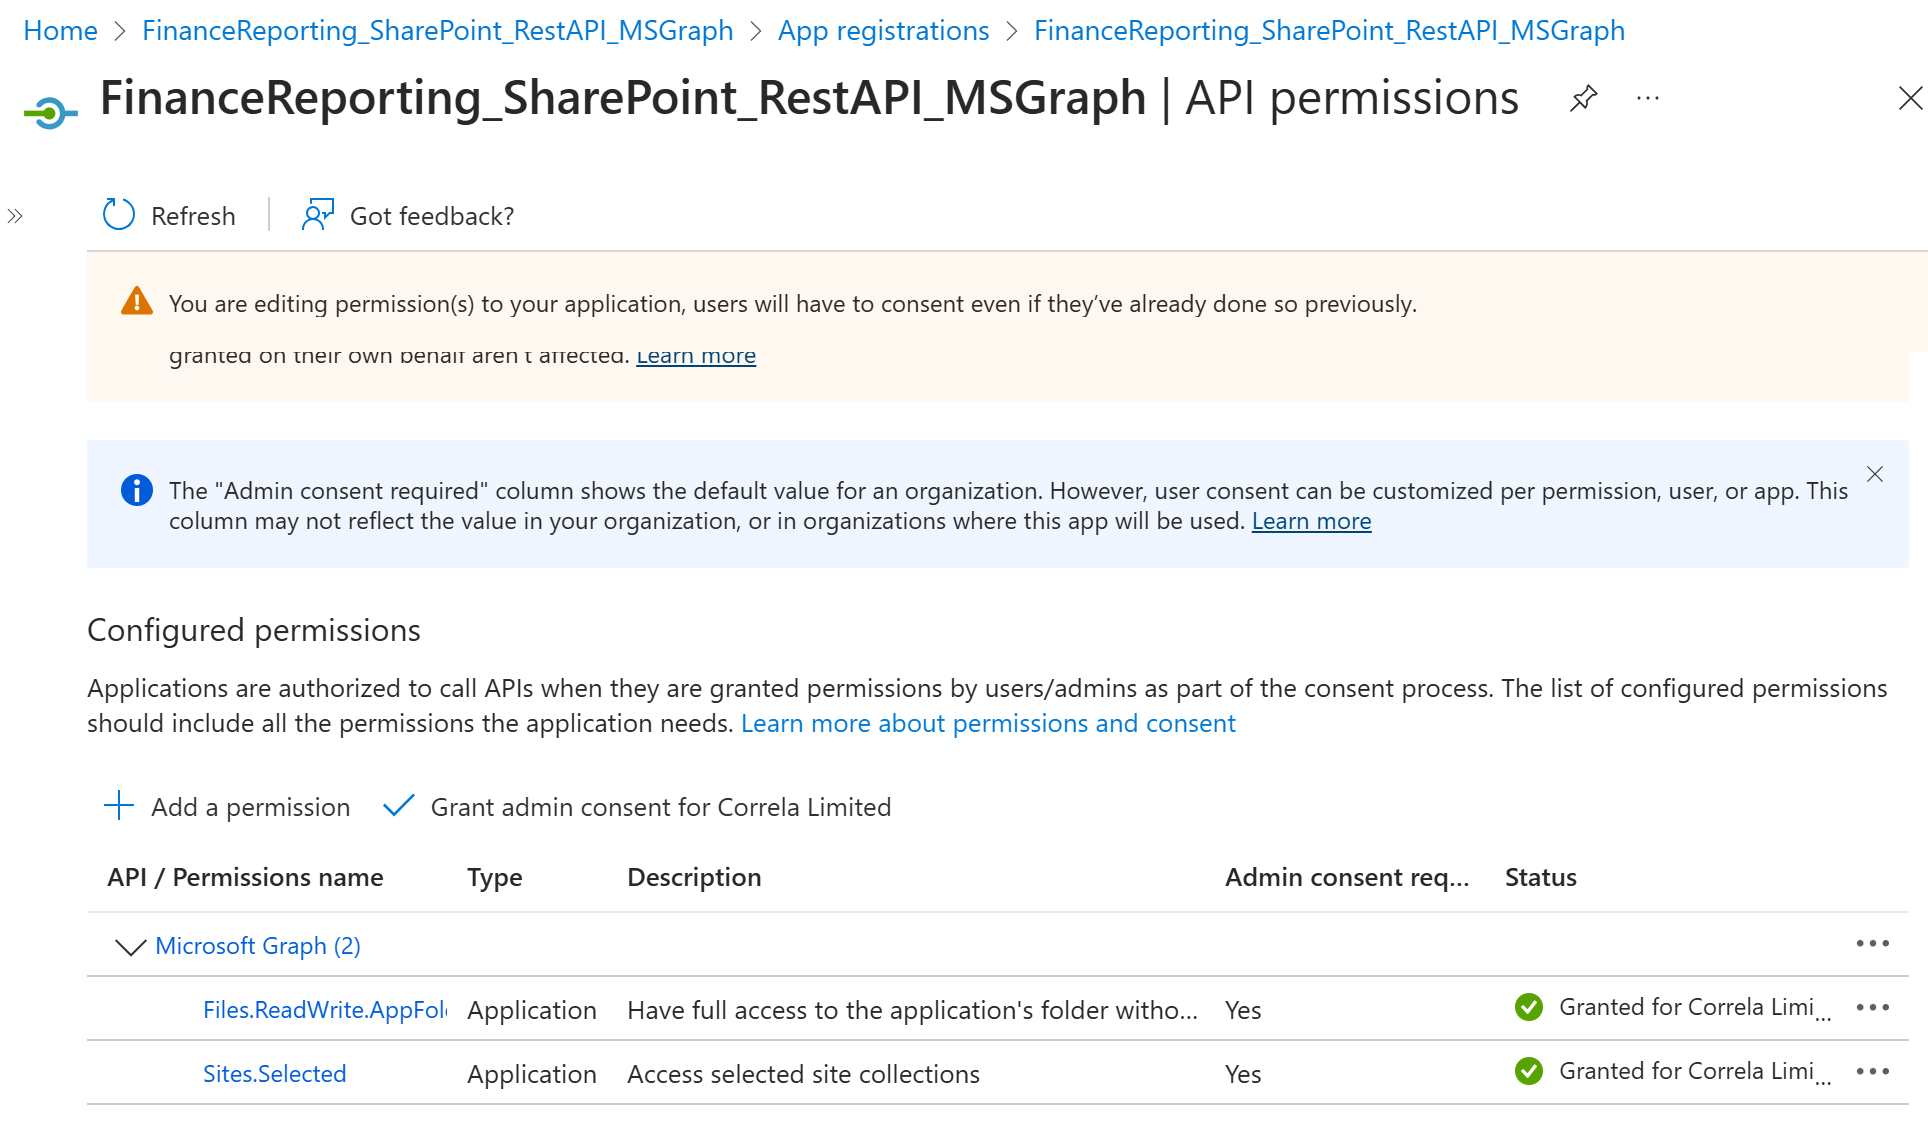 Home > FinanceReporting_SharePoint_RestAPI_MSGraph > App registrations > FinanceReporting_SharePoint_RestAPI_MSGraph
FinanceReporting_SharePoint_RestAPI_MSGraph | API permissions
Refresh | Got feedback?
You are editing permission(s) to your application, users will have to consent even if they’ve already done so previously.
granted on their own behalf aren't affected. Learn more
The "Admin consent required" column shows the default value for an organization. However, user consent can be customized per permission, user, or app. This
column may not reflect the value in your organization, or in organizations where this app will be used. Learn more
Configured permissions
Applications are authorized to call APIs when they are granted permissions by users/admins as part of the consent process. The list of configured permissions
should include all the permissions the application needs. Learn more about permissions and consent
Add a permission Grant admin consent for Correla Limited
API / Permissions name Type Description Admin consent req... Status
Microsoft Graph (2)
Files.ReadWrite.AppFol Application Have full access to the application's folder witho... Yes Granted for Correla Limi...
Sites.Selected Application Access selected site collections Yes Granted for Correla Limi...